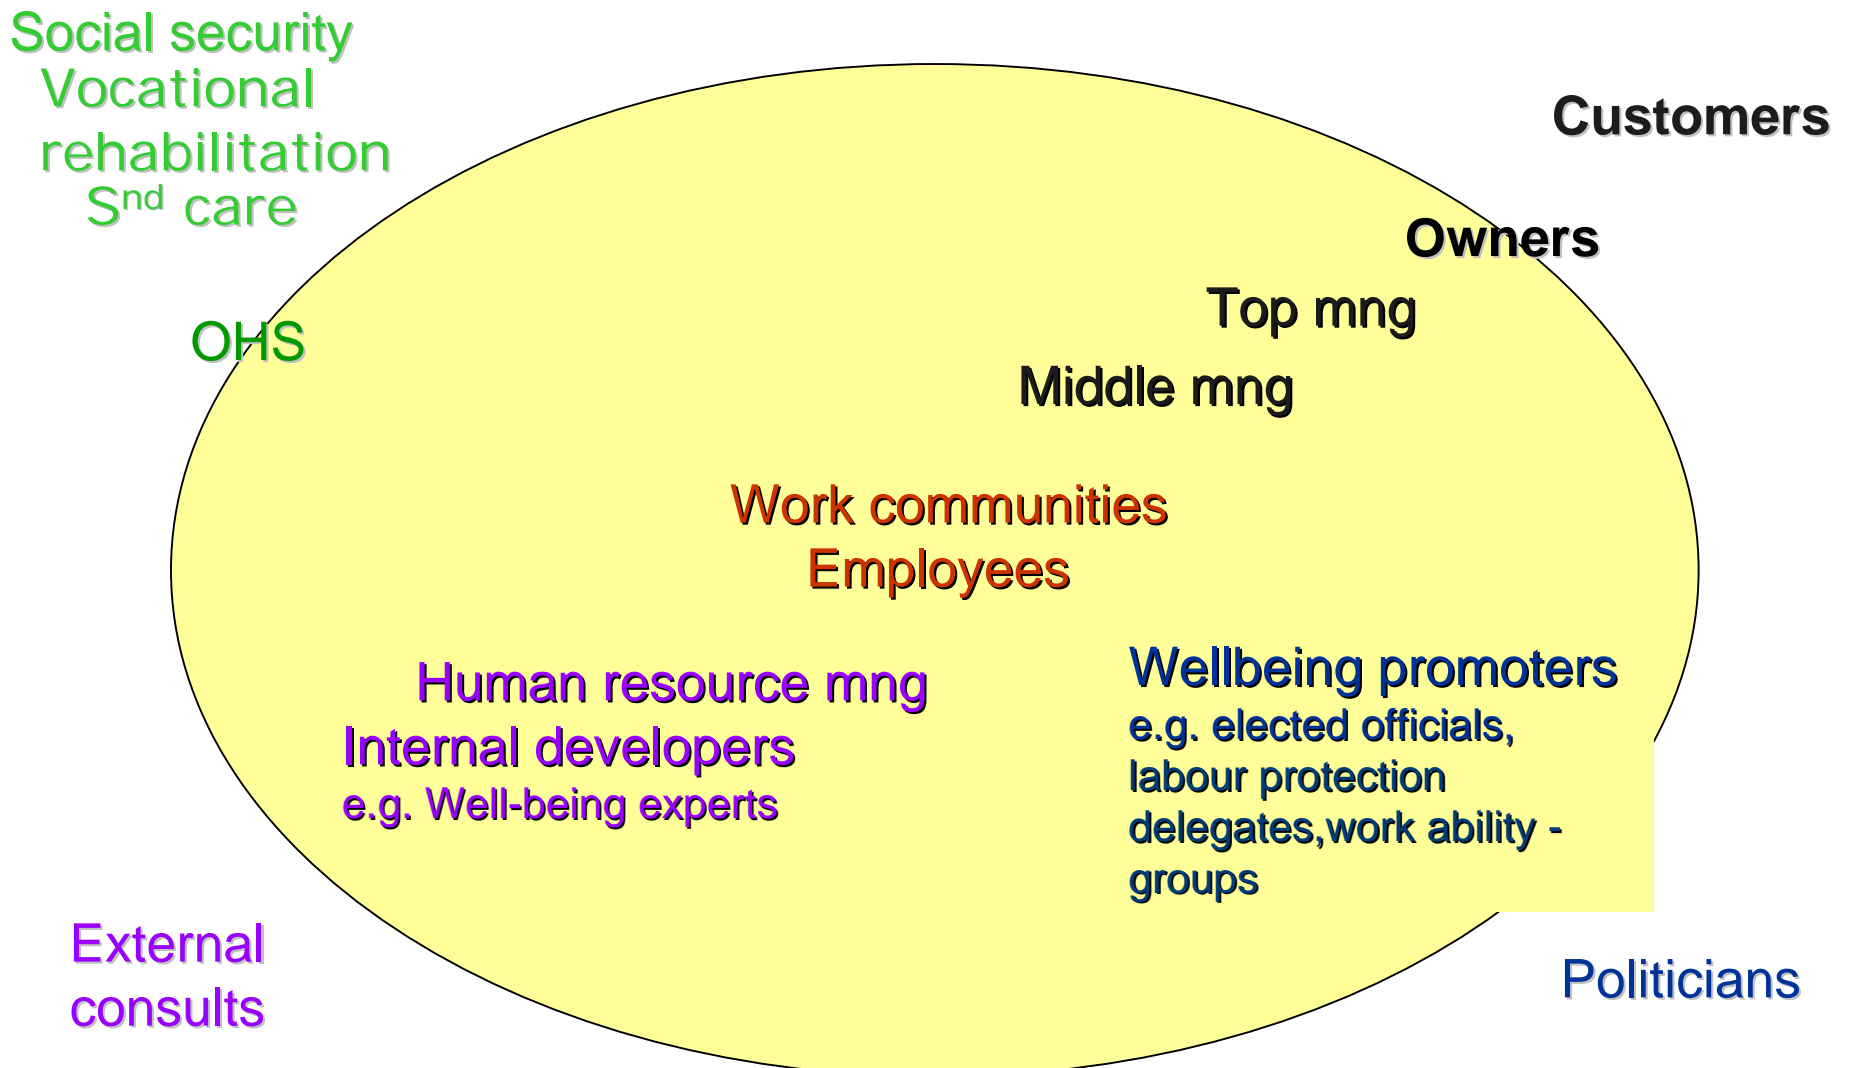 Social security
Vocational
rehabilitation
Snd care
Customers
Owners
OHS
Top mng
Middle mng
Work communities
Employees
Human resource mng
Internal developers
e.g. Well-being experts
Wellbeing promoters
e.g. elected officials,
labour protection
delegates,work ability -
groups
External
consults
Politicians